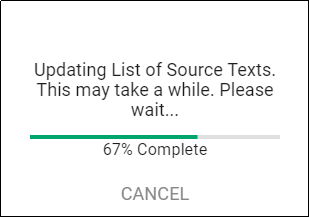 Updating List of Source Texts.
This may take a while. Please
wait...
67% Complete
CANCEL